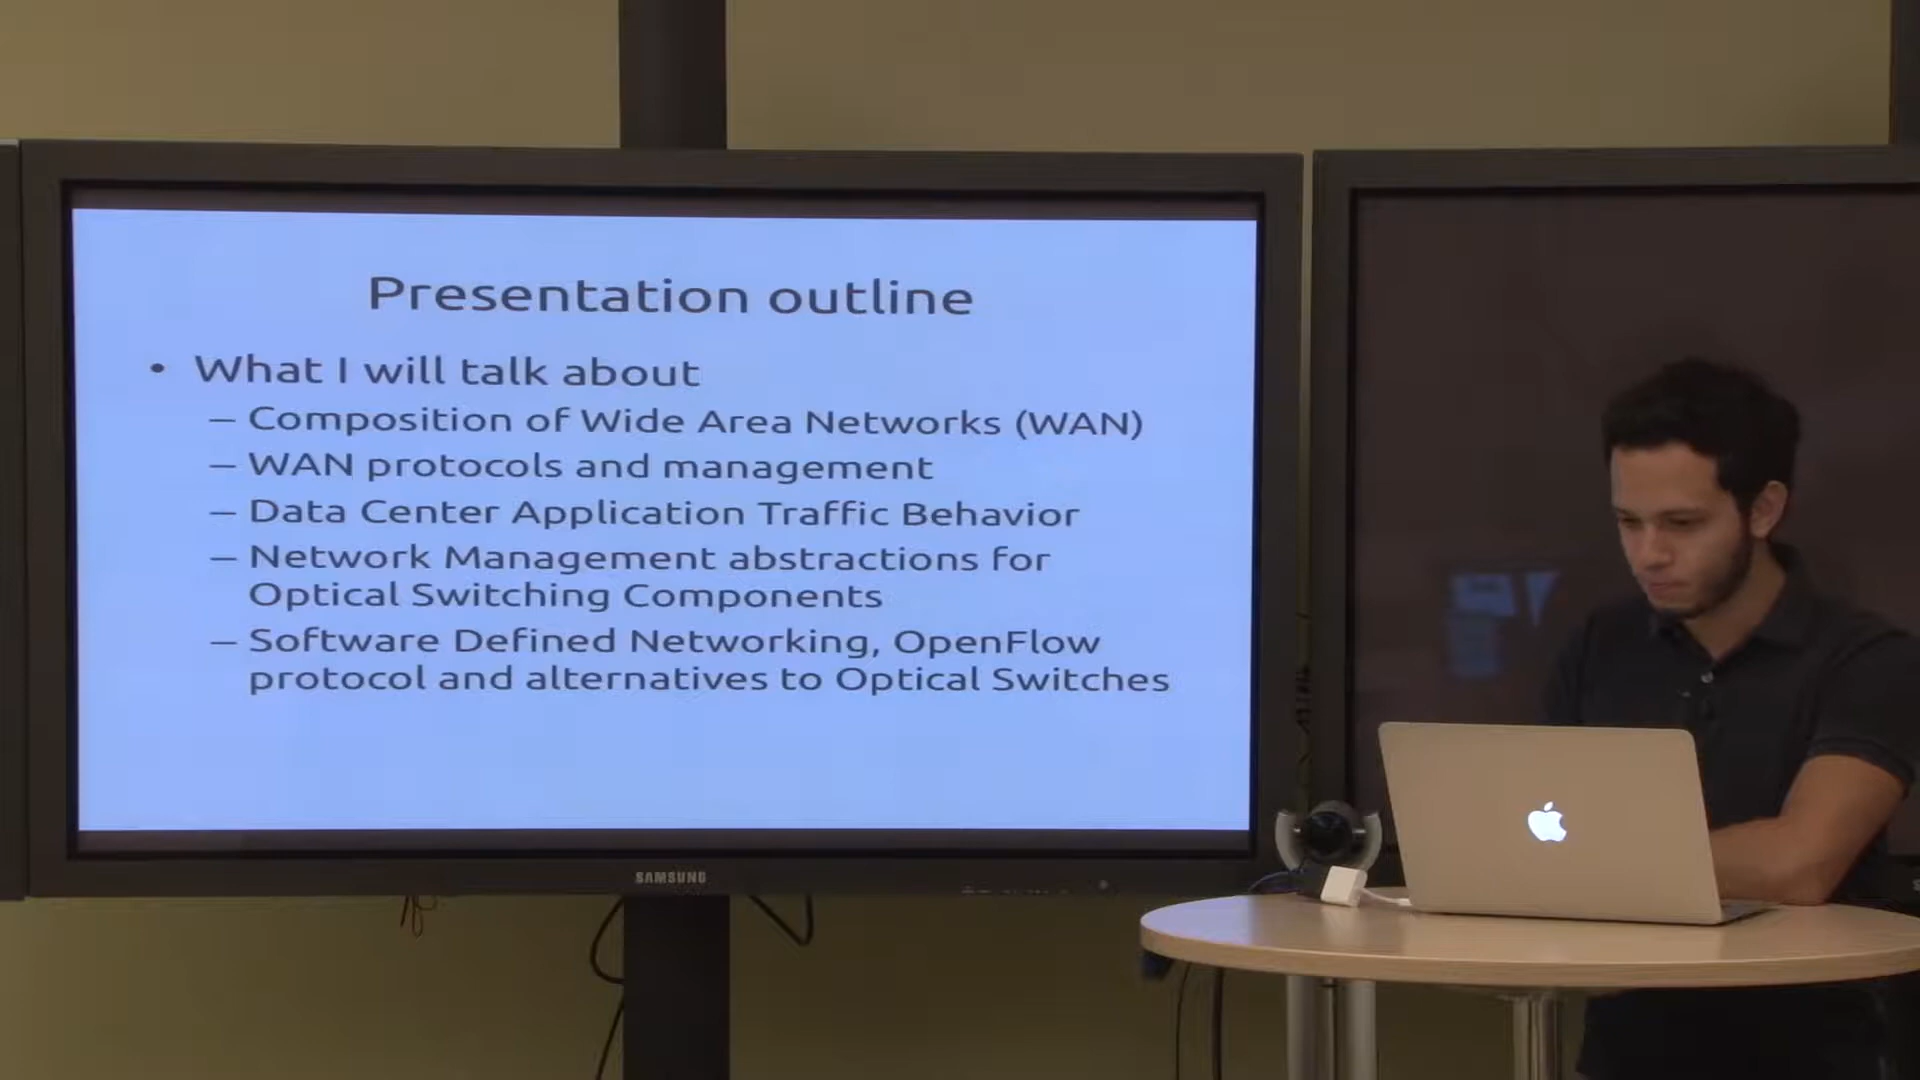 Presentation outline
• What I will talk about
– Composition of Wide Area Networks (WAN)
– WAN protocols and management
– Data Center Application Traffic Behavior
– Network Management abstractions for
Optical Switching Components
– Software Defined Networking, OpenFlow
protocol and alternatives to Optical Switches
SAMSUNG